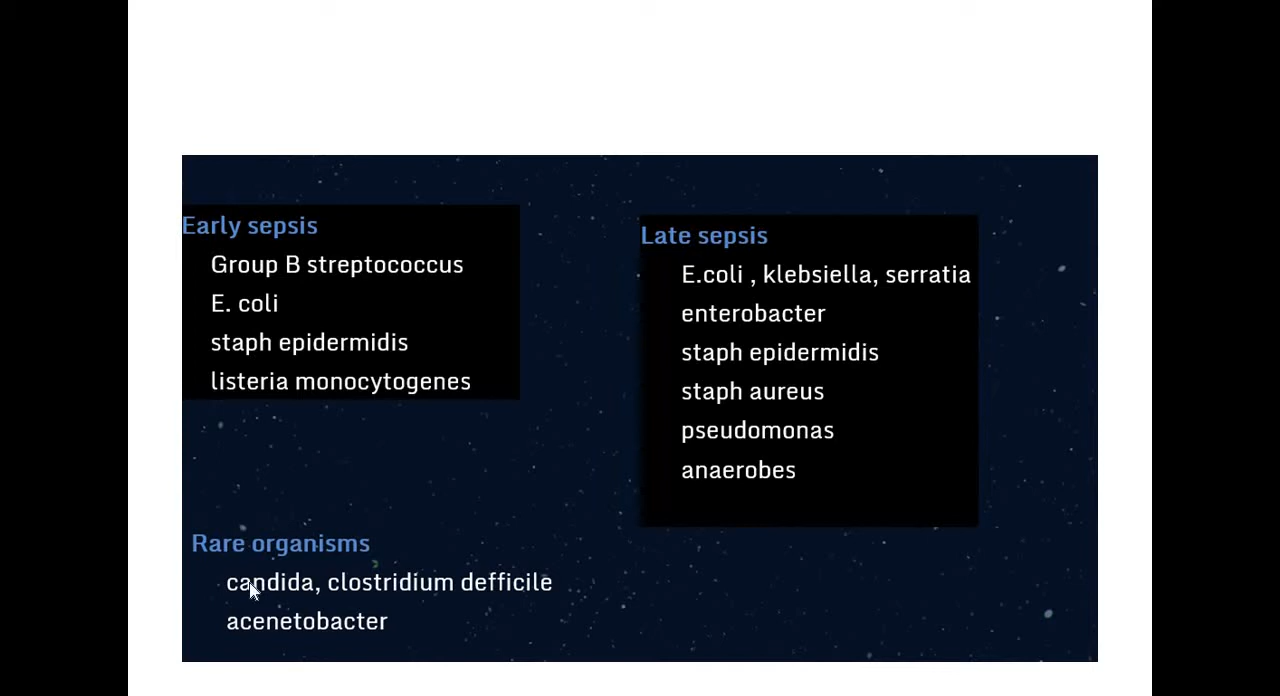 Early sepsis
Group B streptococcus
E. coli
staph epidermidis
listeria monocytogenes
Late sepsis
E.coli , klebsiella, serratia
enterobacter
staph epidermidis
staph aureus
pseudomonas
anaerobes
Rare organisms
candida, clostridium defficile
acenetobacter